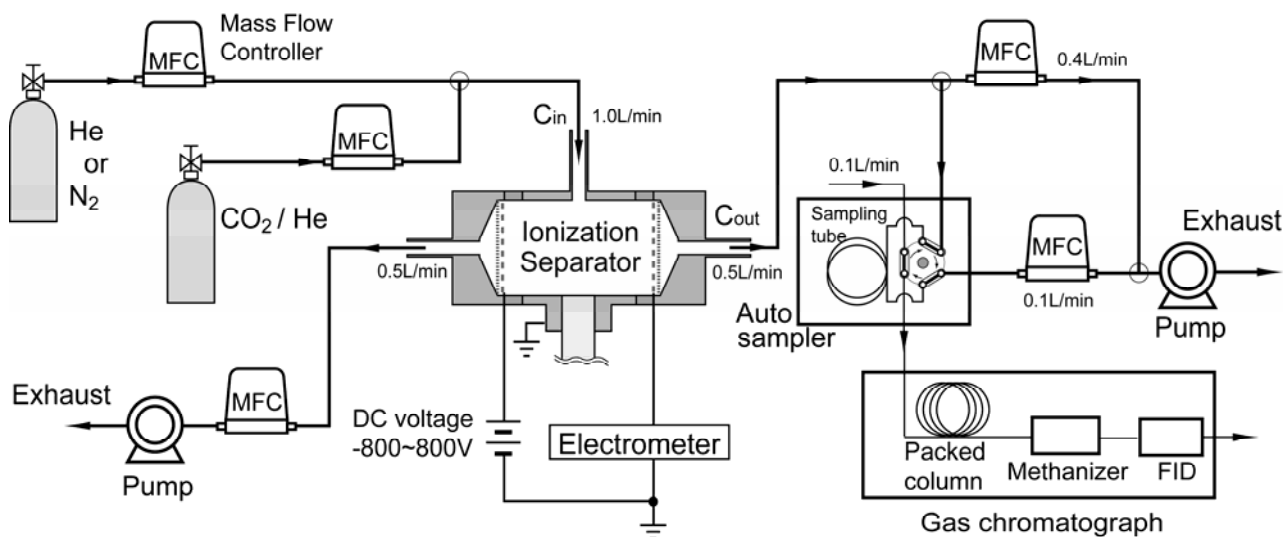 Mass Flow
Controller
MFC
He
or
N2
MFC
CO2 / He
Cin
1.0L/min
MFC
0.4L/min
0.1L/min
Cout
Ionization
Separator
0.5L/min
0.5L/min
Sampling
tube
MFC
0.1L/min
Exhaust
Pump
Auto
sampler
Exhaust
MFC
Pump
DC voltage
-800~800V
Electrometer
Packed
column
Methanizer
FID
Gas chromatograph